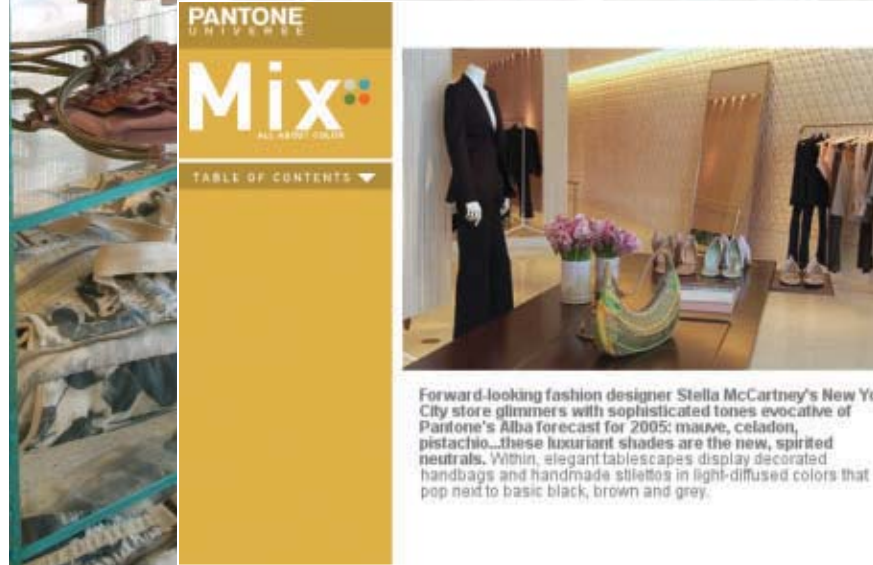 PANTONE
UNIVERSE
Mix
ALL ABOUT COLOR
TABLE OF CONTENTS
Forward-looking fashion designer Stella McCartney's New Yo
City store glimmers with sophisticated tones evocative of
Pantone's Alba forecast for 2005: mauve, celadon,
pistachio...these luxuriant shades are the new, spirited
neutrals. Within, elegant tablescapes display decorated
handbags and handmade stilettos in light-diffused colors that
pop next to basic black, brown and grey.